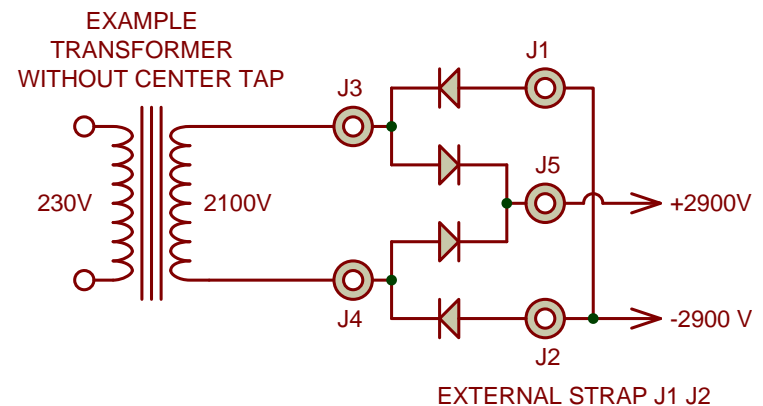 EXAMPLE
TRANSFORMER
WITHOUT CENTER TAP
J1
J3
J5
230V
2100V
+2900V
J4
-2900 V
J2
EXTERNAL STRAP J1 J2